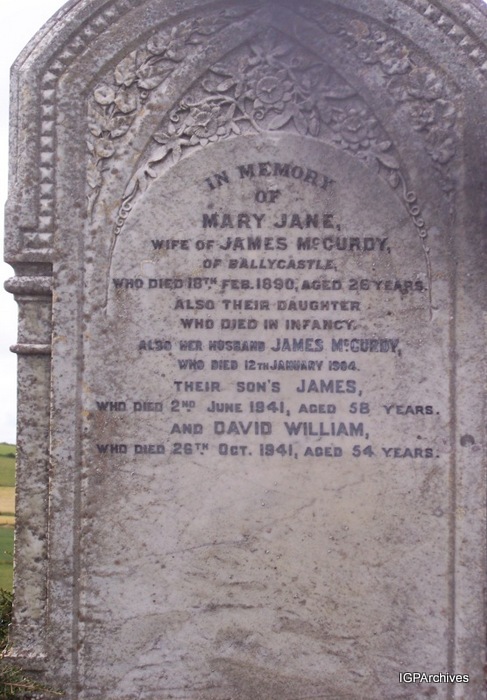 IN MEMORY
OF
MARY JANE,
WIFE OF JAMES McCURDY,
OF BALLYCASTLE,
WHO DIED 18TH FEB. 1890, AGED 26 YEARS.
ALSO THEIR DAUGHTER
WHO DIED IN INFANCY.
ALSO HER HUSBAND JAMES McCURDY,
WHO DIED 12TH JANUARY 1904.
THEIR SON'S JAMES,
WHO DIED 2ND JUNE 1941, AGED 58 YEARS.
AND DAVID WILLIAM,
WHO DIED 26TH OCT. 1941, AGED 54 YEARS.
IGPArchives